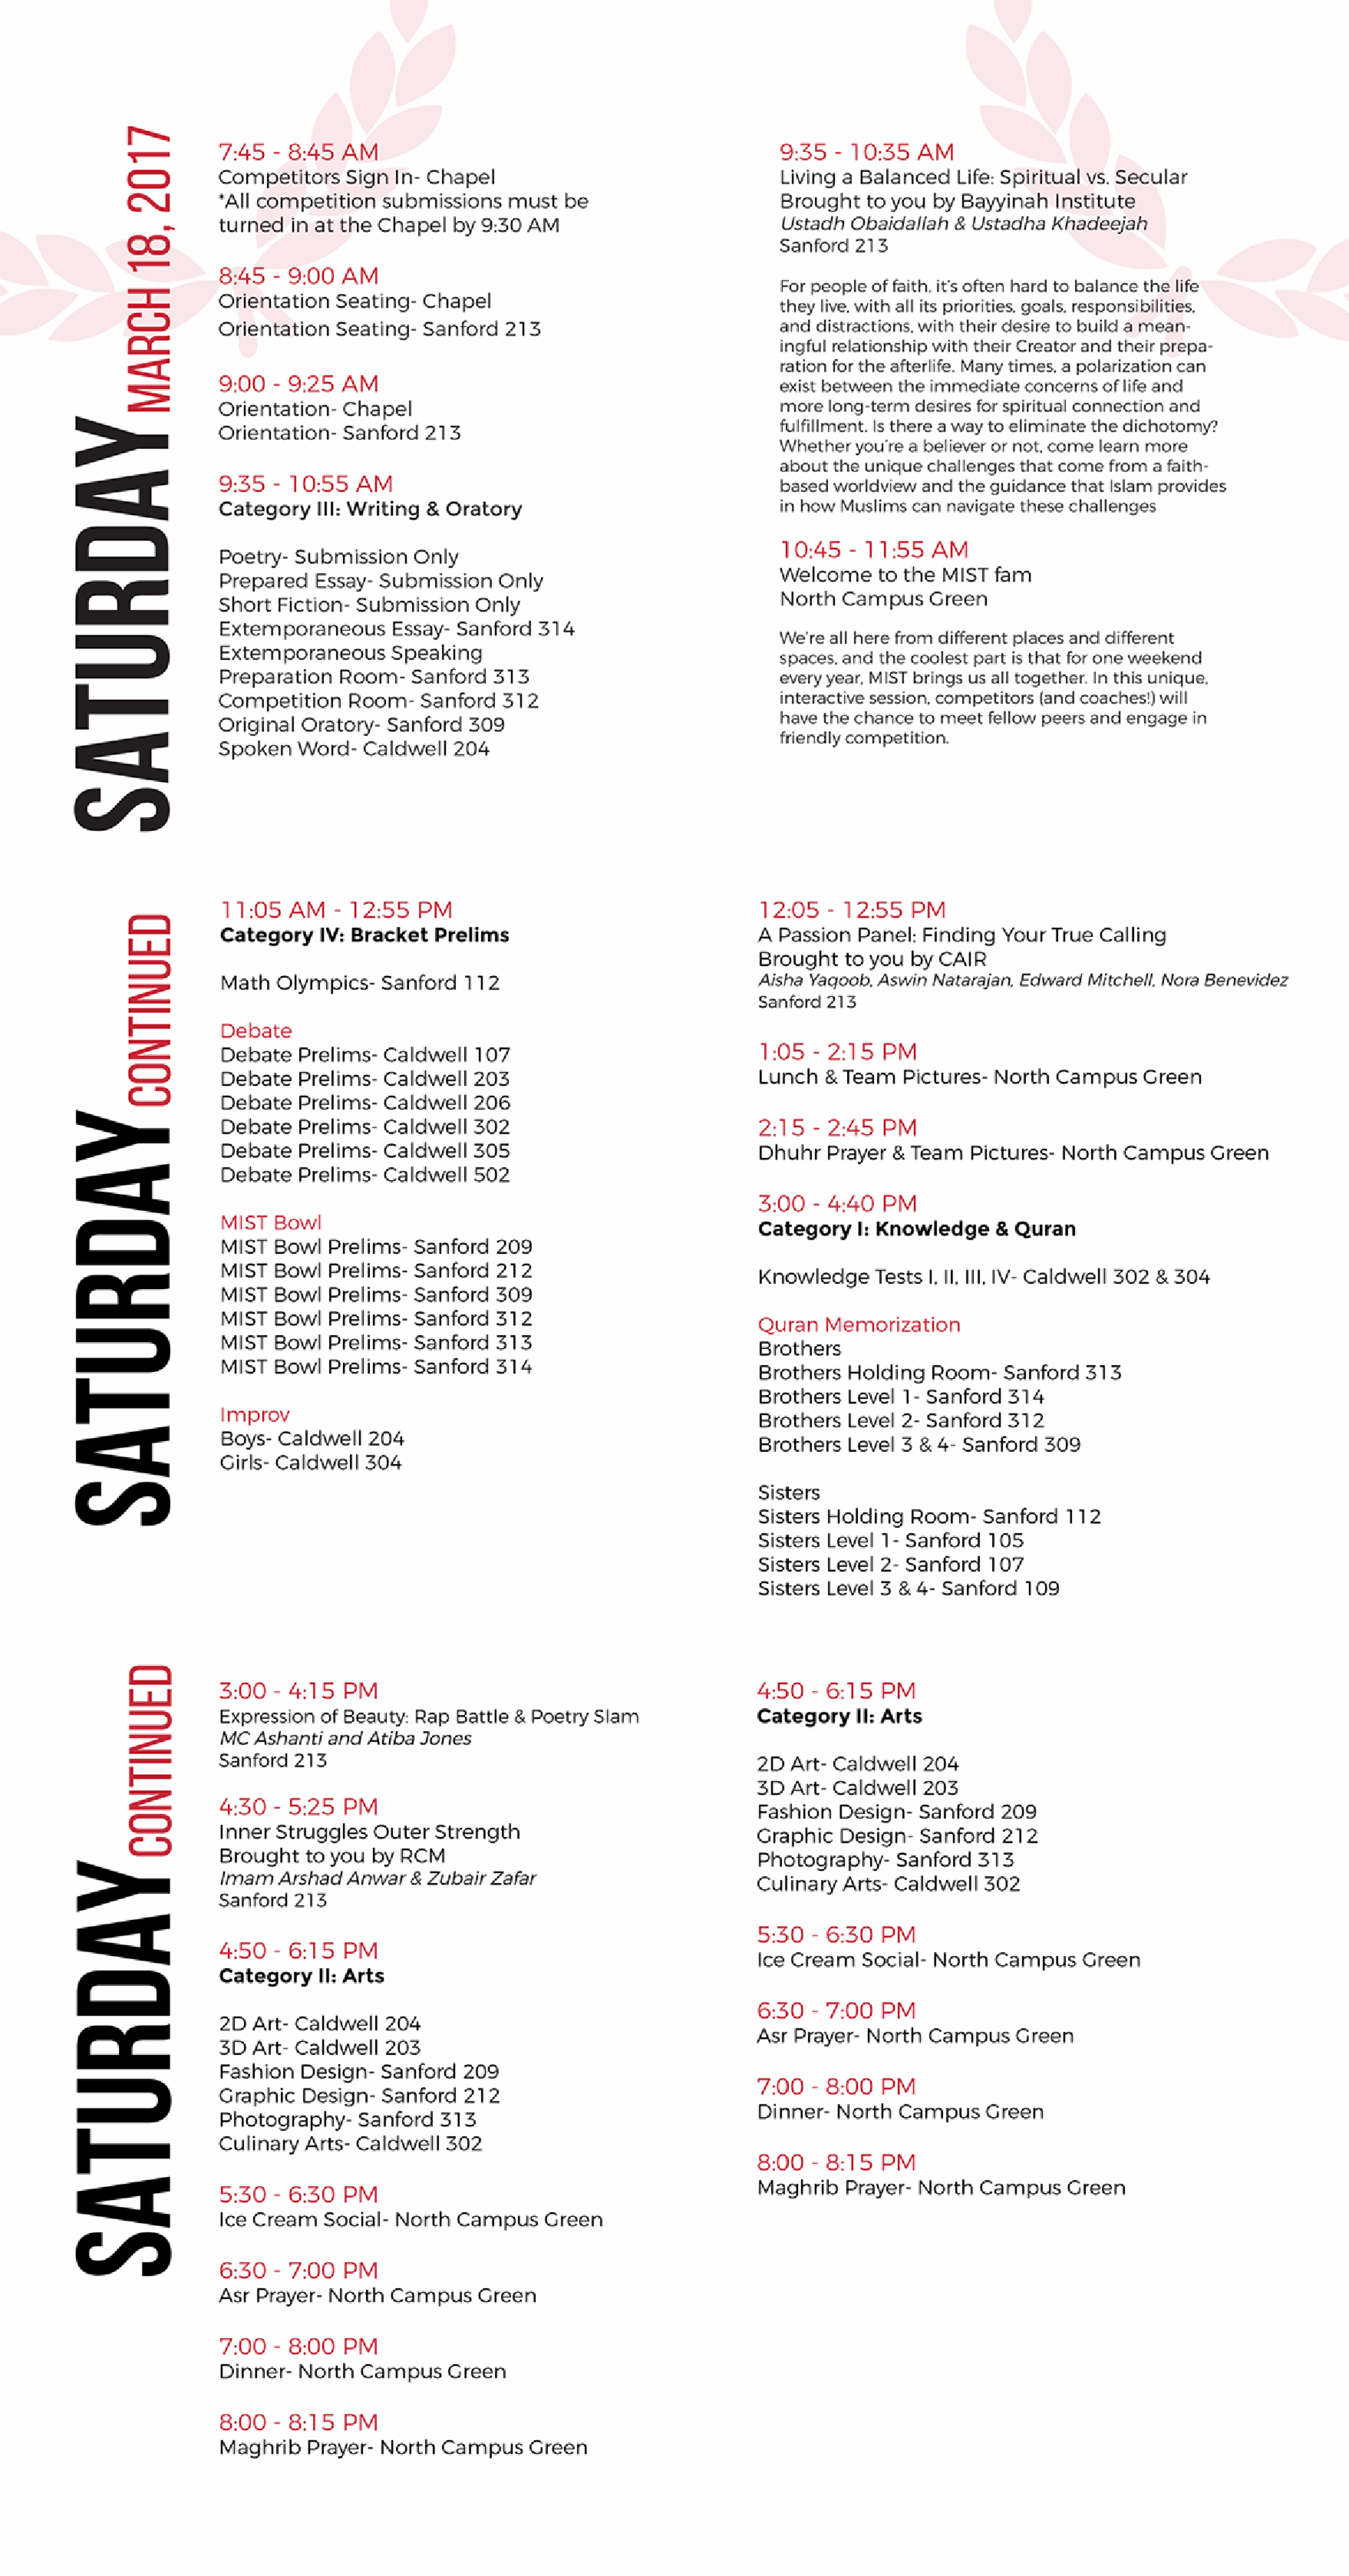 SATURDAY MARCH 18, 2017
7:45 - 8:45 AM
Competitors Sign In- Chapel
*All competition submissions must be
turned in at the Chapel by 9:30 AM
8:45 - 9:00 AM
Orientation Seating- Chapel
Orientation Seating- Sanford 213
9:00 - 9:25 AM
Orientation- Chapel
Orientation- Sanford 213
9:35 - 10:55 AM
Category III: Writing & Oratory
Poetry- Submission Only
Prepared Essay- Submission Only
Short Fiction- Submission Only
Extemporaneous Essay- Sanford 314
Extemporaneous Speaking
Preparation Room- Sanford 313
Competition Room- Sanford 312
Original Oratory- Sanford 309
Spoken Word- Caldwell 204
9:35 - 10:35 AM
Living a Balanced Life: Spiritual vs. Secular
Brought to you by Bayyinah Institute
Ustadh Obaidallah & Ustadha Khadeejah
Sanford 213
For people of faith, it's often hard to balance the life
they live, with all its priorities, goals, responsibilities,
and distractions, with their desire to build a mean-
ingful relationship with their Creator and their prepa-
ration for the afterlife. Many times, a polarization can
exist between the immediate concerns of life and
more long-term desires for spiritual connection and
fulfillment. Is there a way to eliminate the dichotomy?
Whether you're a believer or not, come learn more
about the unique challenges that come from a faith-
based worldview and the guidance that Islam provides
in how Muslims can navigate these challenges
10:45 - 11:55 AM
Welcome to the MIST fam
North Campus Green
We're all here from different places and different
spaces, and the coolest part is that for one weekend
every year, MIST brings us all together. In this unique,
interactive session, competitors (and coaches!) will
have the chance to meet fellow peers and engage in
friendly competition.
SATURDAY CONTINUED
11:05 AM - 12:55 PM
Category IV: Bracket Prelims
Math Olympics- Sanford 112
Debate
Debate Prelims- Caldwell 107
Debate Prelims- Caldwell 203
Debate Prelims- Caldwell 206
Debate Prelims- Caldwell 302
Debate Prelims- Caldwell 305
Debate Prelims- Caldwell 502
MIST Bowl
MIST Bowl Prelims- Sanford 209
MIST Bowl Prelims- Sanford 212
MIST Bowl Prelims- Sanford 309
MIST Bowl Prelims- Sanford 312
MIST Bowl Prelims- Sanford 313
MIST Bowl Prelims- Sanford 314
Improv
Boys- Caldwell 204
Girls- Caldwell 304
12:05 - 12:55 PM
A Passion Panel: Finding Your True Calling
Brought to you by CAIR
Aisha Yaqoob, Aswin Natarajan, Edward Mitchell, Nora Benevidez
Sanford 213
1:05 - 2:15 PM
Lunch & Team Pictures- North Campus Green
2:15 - 2:45 PM
Dhuhr Prayer & Team Pictures- North Campus Green
3:00 - 4:40 PM
Category I: Knowledge & Quran
Knowledge Tests I, II, III, IV- Caldwell 302 & 304
Quran Memorization
Brothers
Brothers Holding Room- Sanford 313
Brothers Level 1- Sanford 314
Brothers Level 2- Sanford 312
Brothers Level 3 & 4- Sanford 309
Sisters
Sisters Holding Room- Sanford 112
Sisters Level 1- Sanford 105
Sisters Level 2- Sanford 107
Sisters Level 3 & 4- Sanford 109
SATURDAY CONTINUED
3:00 - 4:15 PM
Expression of Beauty: Rap Battle & Poetry Slam
MC Ashanti and Atiba Jones
Sanford 213
4:30 - 5:25 PM
Inner Struggles Outer Strength
Brought to you by RCM
Imam Arshad Anwar & Zubair Zafar
Sanford 213
4:50 - 6:15 PM
Category II: Arts
2D Art- Caldwell 204
3D Art- Caldwell 203
Fashion Design- Sanford 209
Graphic Design- Sanford 212
Photography- Sanford 313
Culinary Arts- Caldwell 302
5:30 - 6:30 PM
Ice Cream Social- North Campus Green
6:30 - 7:00 PM
Asr Prayer- North Campus Green
7:00 - 8:00 PM
Dinner- North Campus Green
8:00 - 8:15 PM
Maghrib Prayer- North Campus Green
4:50 - 6:15 PM
Category II: Arts
2D Art- Caldwell 204
3D Art- Caldwell 203
Fashion Design- Sanford 209
Graphic Design- Sanford 212
Photography- Sanford 313
Culinary Arts- Caldwell 302
5:30 - 6:30 PM
Ice Cream Social- North Campus Green
6:30 - 7:00 PM
Asr Prayer- North Campus Green
7:00 - 8:00 PM
Dinner- North Campus Green
8:00 - 8:15 PM
Maghrib Prayer- North Campus Green